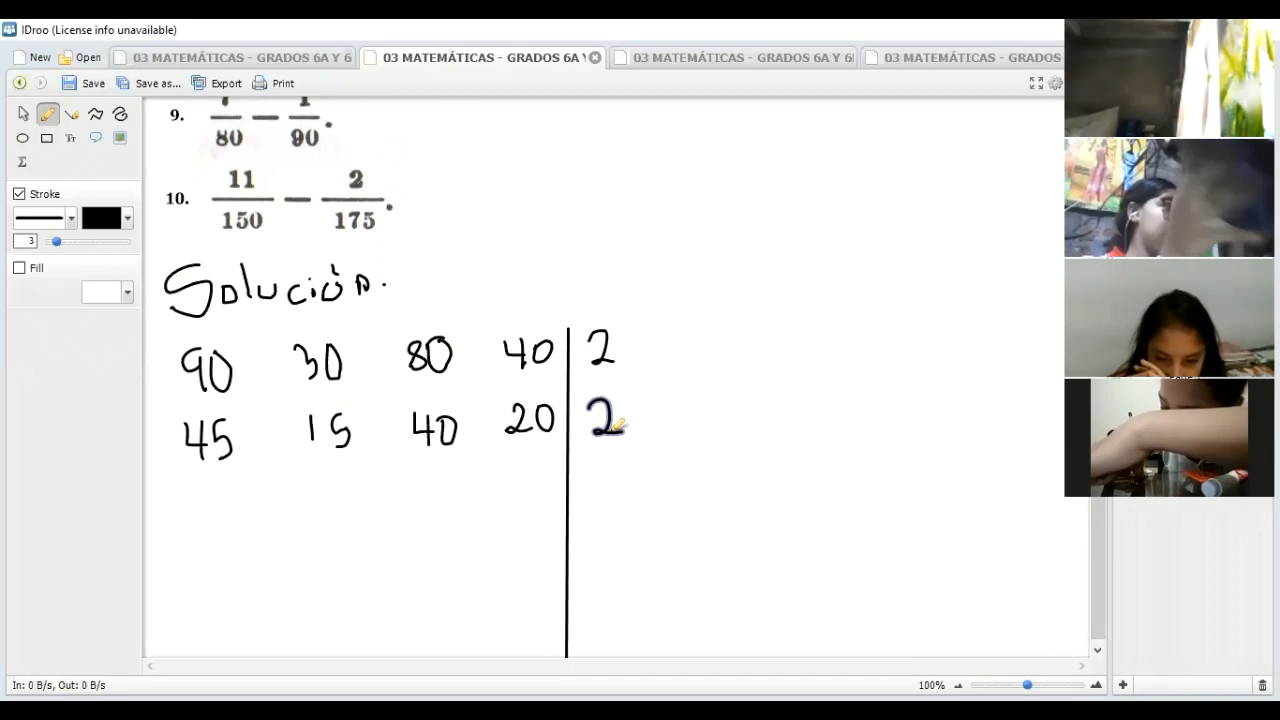 IDroo (License info unavailable)
New Open 03 MATEMÁTICAS - GRADOS 6A Y 6 03 MATEMÁTICAS - GRADOS 6A Y 03 MATEMÁTICAS - GRADOS 6A Y 6 03 MATEMÁTICAS - GRADOS
Save Save as... Export Print
Stroke
3
Fill
9. 7/80 − 1/90.
10. 11/150 − 2/175.
Solución.
90 30 80 40 | 2
45 15 40 20 | 2
In: 0 B/s, Out: 0 B/s 100%